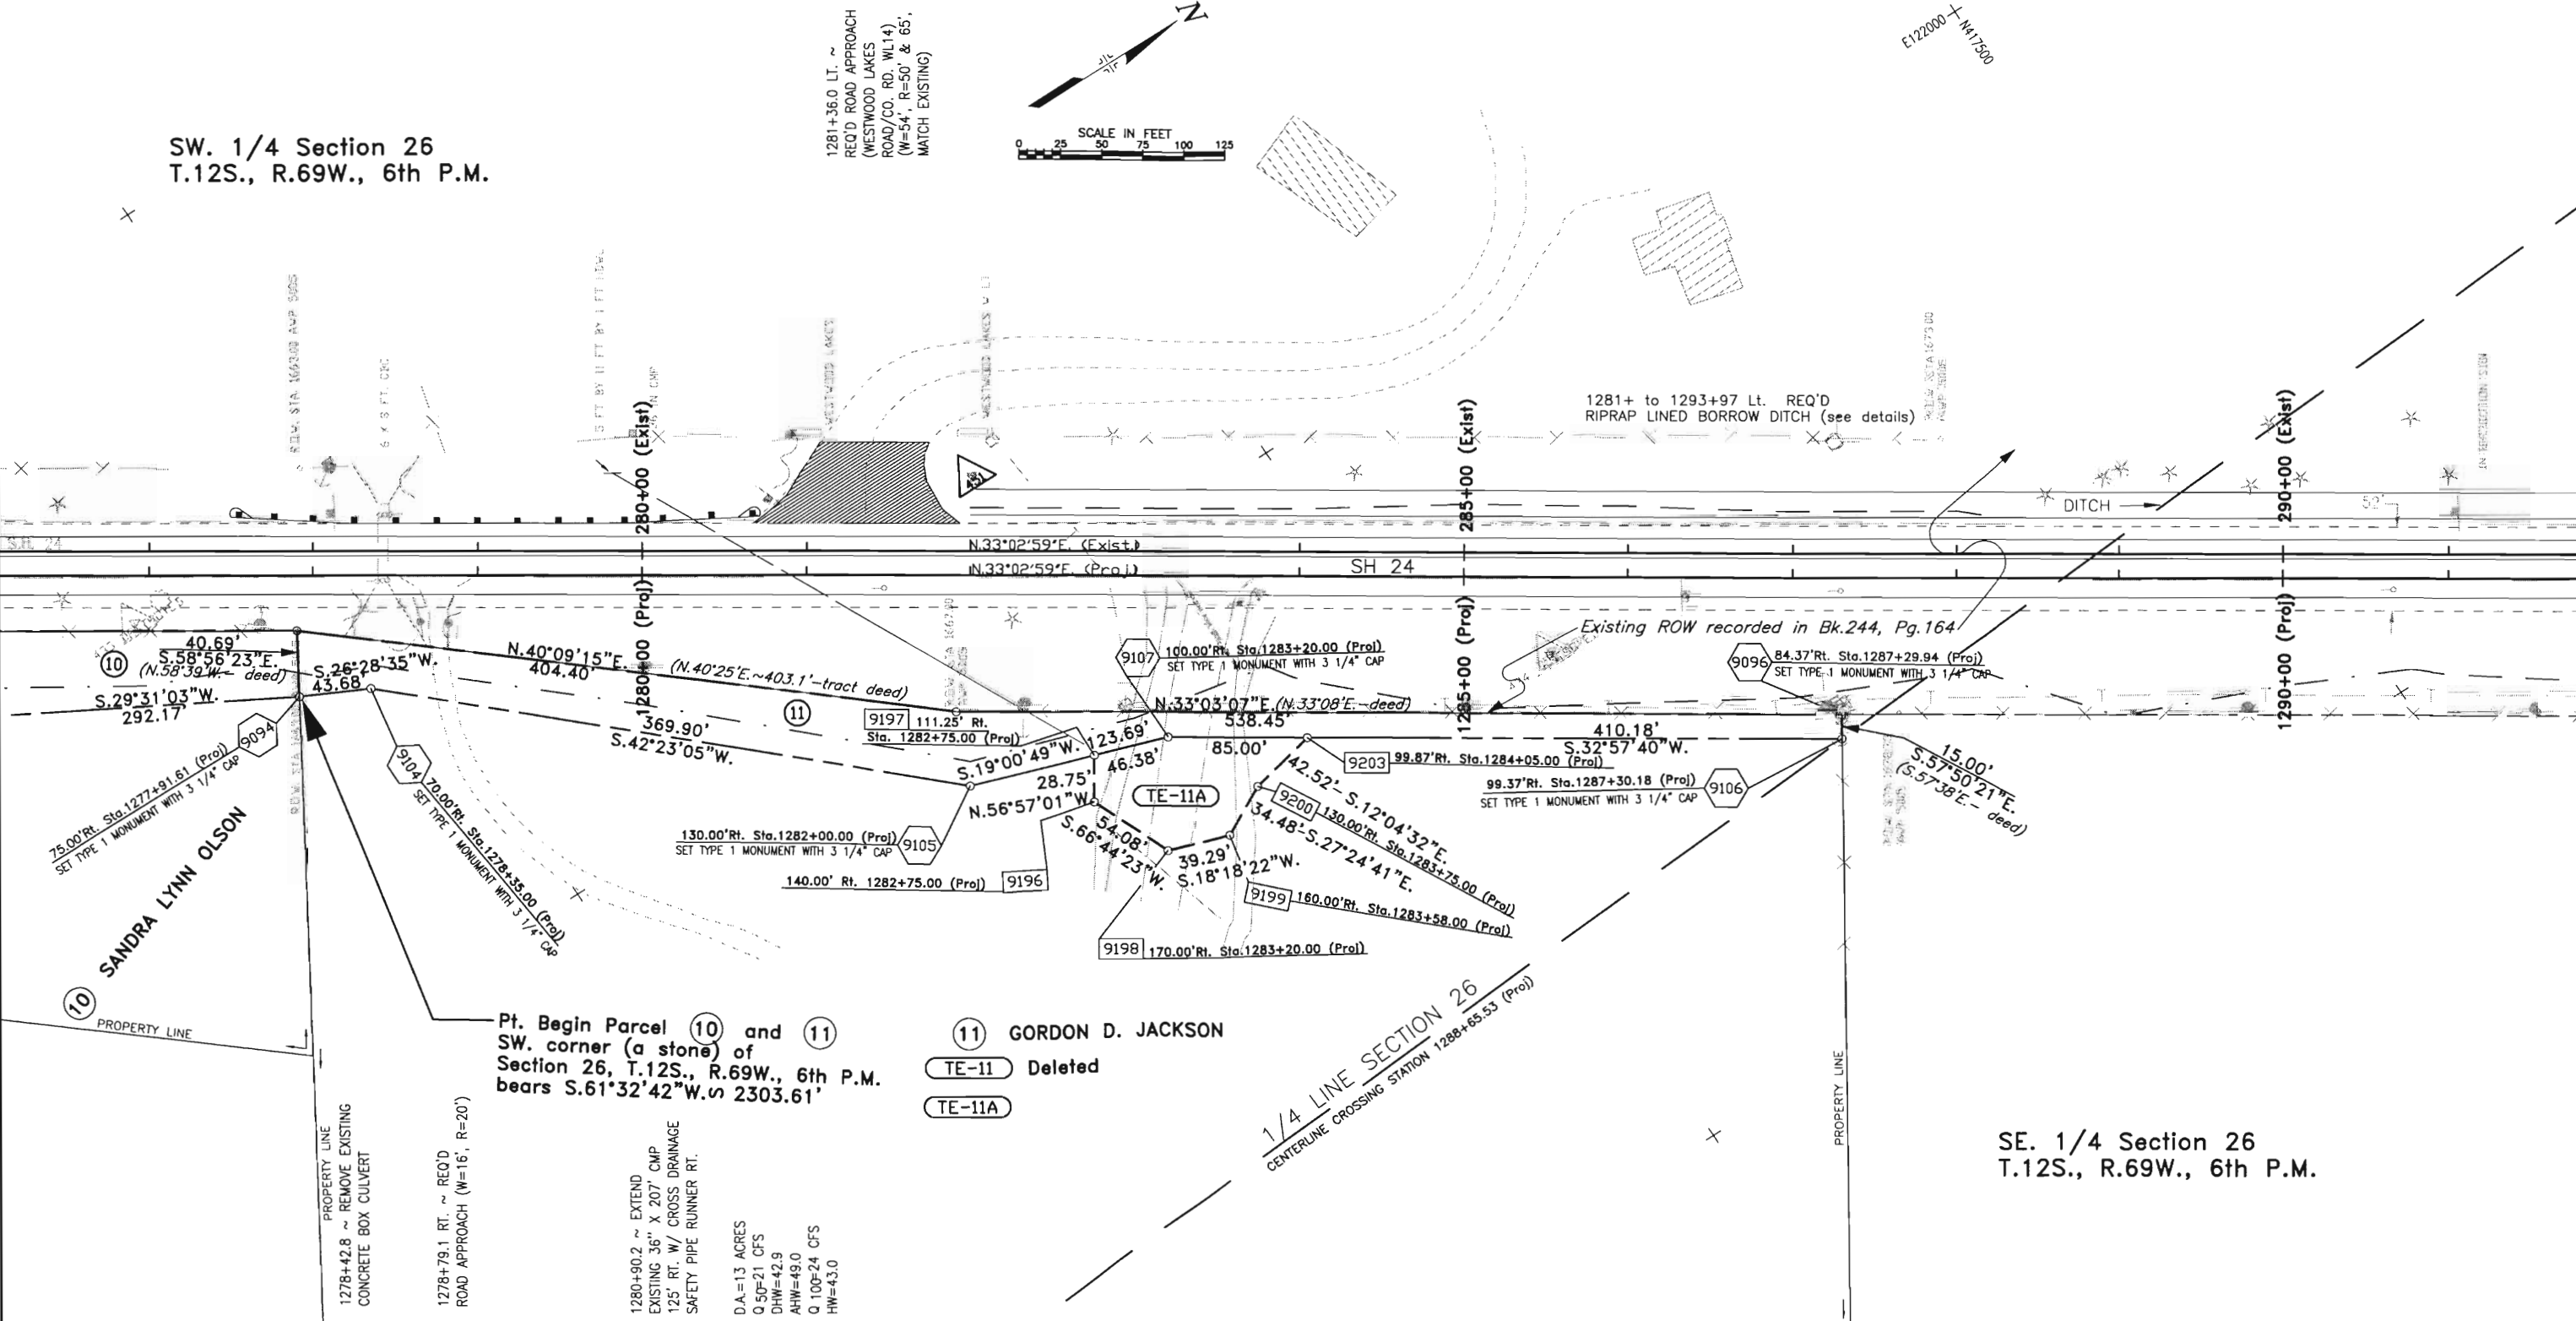 SW. 1/4 Section 26
T.12S., R.69W., 6th P.M.
1281+36.0 LT. ~
REQ'D ROAD APPROACH
(WESTWOOD LAKES
ROAD/CO. RD. WL14)
(W=54', R=50' & 65',
MATCH EXISTING)
N
SCALE IN FEET
0 25 50 75 100 125
E122000
N417500
R.O.W. STA. 1663.00
WESTWOOD LAKES
WESTWOOD LAKES
1281+ to 1293+97 Lt. REQ'D
RIPRAP LINED BORROW DITCH (see details)
1280+00 (Exist)
1285+00 (Exist)
1290+00 (Exist)
DITCH
52'
S.H. 24
N.33°02'59"E. (Exist.)
N.33°02'59"E. (Proj.)
SH 24
1280+00 (Proj)
1285+00 (Proj)
1290+00 (Proj)
Existing ROW recorded in Bk.244, Pg.164
40.69'
S.58°56'23"E.
(N.58°39'W.- deed)
10
S.29°31'03"W.
292.17'
S.26°28'35"W.
43.68'
N.40°09'15"E.
404.40'
(N.40°25'E.~403.1'-tract deed)
11
369.90'
S.42°23'05"W.
9197 111.25' Rt.
Sta. 1282+75.00 (Proj)
9107 100.00'Rt. Sta.1283+20.00 (Proj)
SET TYPE 1 MONUMENT WITH 3 1/4" CAP
N.33°03'07"E.(N.33°08'E.-deed)
538.45'
9096 84.37'Rt. Sta.1287+29.94 (Proj)
SET TYPE 1 MONUMENT WITH 3 1/4" CAP
S.19°00'49"W.
123.69'
46.38'
85.00'
410.18'
S.32°57'40"W.
15.00'
S.57°50'21"E.
(S.57°38'E.- deed)
28.75'
N.56°57'01"W.
TE-11A
9203 99.87'Rt. Sta.1284+05.00 (Proj)
99.37'Rt. Sta.1287+30.18 (Proj) 9106
SET TYPE 1 MONUMENT WITH 3 1/4" CAP
42.52'- S.12°04'32"E.
9200 130.00'Rt. Sta.1283+75.00 (Proj)
34.48'-S.27°24'41"E.
54.08'
S.66°44'23"W.
39.29'
S.18°18'22"W.
9199 160.00'Rt. Sta.1283+58.00 (Proj)
9198 170.00'Rt. Sta.1283+20.00 (Proj)
130.00'Rt. Sta.1282+00.00 (Proj) 9105
SET TYPE 1 MONUMENT WITH 3 1/4" CAP
140.00' Rt. 1282+75.00 (Proj) 9196
9094
75.00'Rt. Sta.1277+91.61 (Proj)
SET TYPE 1 MONUMENT WITH 3 1/4" CAP
9104 70.00'Rt. Sta.1278+35.00 (Proj)
SET TYPE 1 MONUMENT WITH 3 1/4" CAP
SANDRA LYNN OLSON
10
PROPERTY LINE
Pt. Begin Parcel 10 and 11
SW. corner (a stone) of
Section 26, T.12S., R.69W., 6th P.M.
bears S.61°32'42"W.~ 2303.61'
11 GORDON D. JACKSON
TE-11 Deleted
TE-11A
1/4 LINE SECTION 26
CENTERLINE CROSSING STATION 1288+65.53 (Proj)
PROPERTY LINE
SE. 1/4 Section 26
T.12S., R.69W., 6th P.M.
PROPERTY LINE
1278+42.8 ~ REMOVE EXISTING
CONCRETE BOX CULVERT
1278+79.1 RT. ~ REQ'D
ROAD APPROACH (W=16', R=20')
1280+90.2 ~ EXTEND
EXISTING 36" X 207' CMP
125' RT. W/ CROSS DRAINAGE
SAFETY PIPE RUNNER RT.
D.A.=13 ACRES
Q 50=21 CFS
DHW=42.9
AHW=49.0
Q 100=24 CFS
HW=43.0